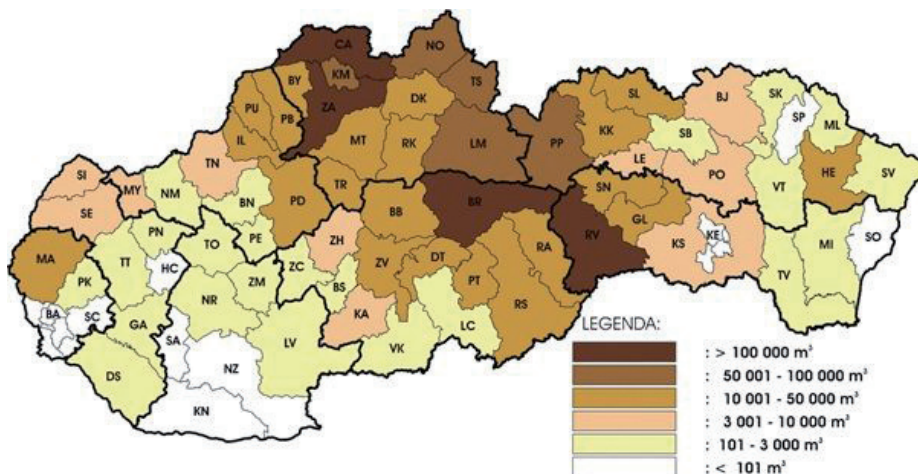 CA
NO
KM
BY
TS
ZA
DK
PU
PB
IL
MT
RK
LM
PP
SL
KK
SB
BJ
SK
SP
ML
LE
PO
VT
HE
SV
SI
MY
TN
SE
NM
BN
PD
TR
BB
BR
SN
GL
RV
KS
KE
MI
SO
TV
MA
PN
TO
PE
ZH
ZC
ZV
DT
PT
RA
RS
TT
HC
PK
ZM
NR
BS
KA
LC
BA
SC
GA
SA
NZ
LV
VK
DS
KN
LEGENDA:
: > 100 000 m³
: 50 001 - 100 000 m³
: 10 001 - 50 000 m³
: 3 001 - 10 000 m³
: 101 - 3 000 m³
: < 101 m³